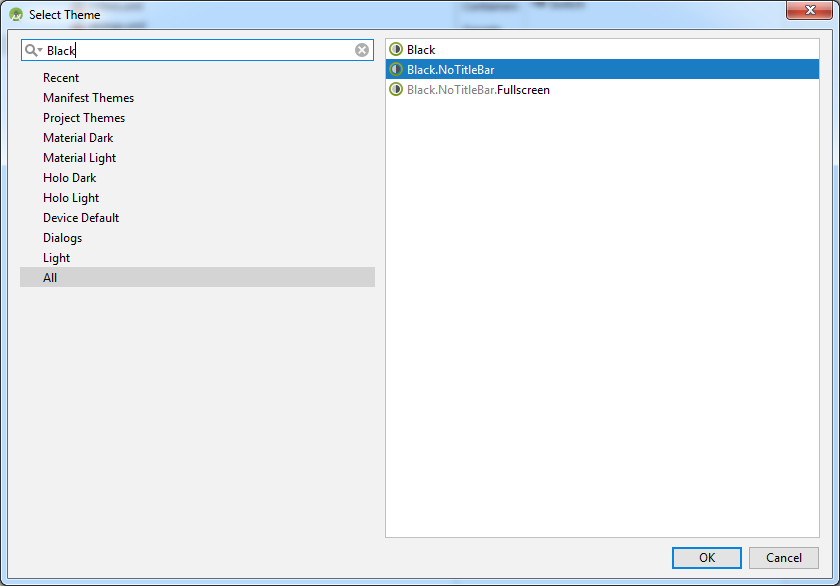 Select Theme
Black
Recent
Manifest Themes
Project Themes
Material Dark
Material Light
Holo Dark
Holo Light
Device Default
Dialogs
Light
All
Black
Black.NoTitleBar
Black.NoTitleBar.Fullscreen
OK
Cancel